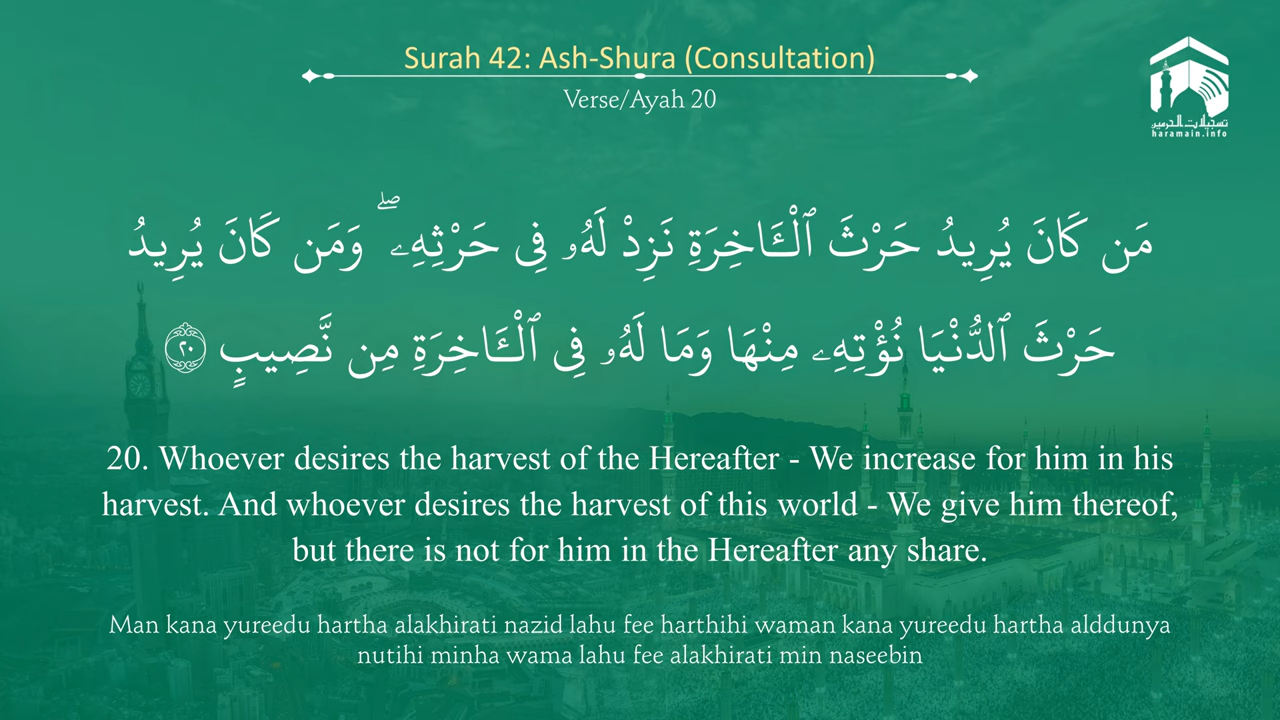 Surah 42: Ash-Shura (Consultation)
Verse/Ayah 20
تسجيلات الحرمين
haramain.info
مَن كَانَ يُرِيدُ حَرْثَ ٱلْـَٔاخِرَةِ نَزِدْ لَهُۥ فِى حَرْثِهِۦ ۖ وَمَن كَانَ يُرِيدُ
حَرْثَ ٱلدُّنْيَا نُؤْتِهِۦ مِنْهَا وَمَا لَهُۥ فِى ٱلْـَٔاخِرَةِ مِن نَّصِيبٍ ٢٠
20. Whoever desires the harvest of the Hereafter - We increase for him in his
harvest. And whoever desires the harvest of this world - We give him thereof,
but there is not for him in the Hereafter any share.
Man kana yureedu hartha alakhirati nazid lahu fee harthihi waman kana yureedu hartha alddunya
nutihi minha wama lahu fee alakhirati min naseebin